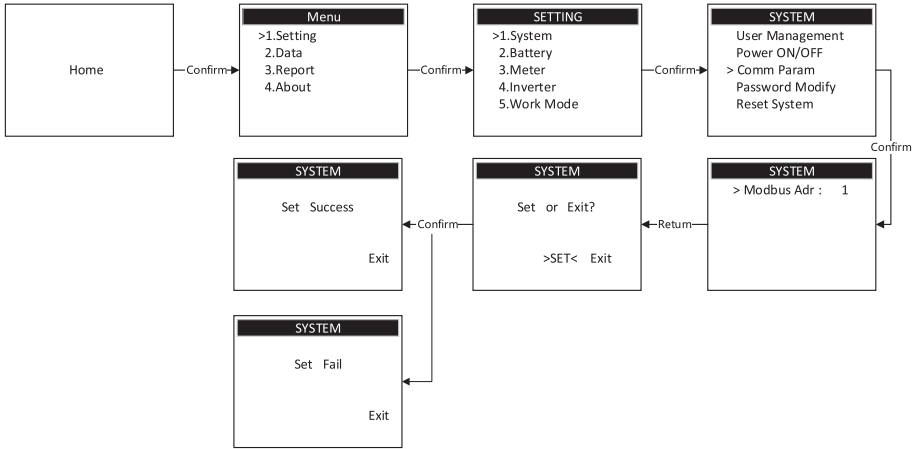 Home
Confirm
Menu
>1.Setting
2.Data
3.Report
4.About
Confirm
SETTING
>1.System
2.Battery
3.Meter
4.Inverter
5.Work Mode
Confirm
SYSTEM
User Management
Power ON/OFF
> Comm Param
Password Modify
Reset System
Confirm
SYSTEM
> Modbus Adr : 1
Return
SYSTEM
Set or Exit?
>SET< Exit
Confirm
SYSTEM
Set Success
Exit
SYSTEM
Set Fail
Exit